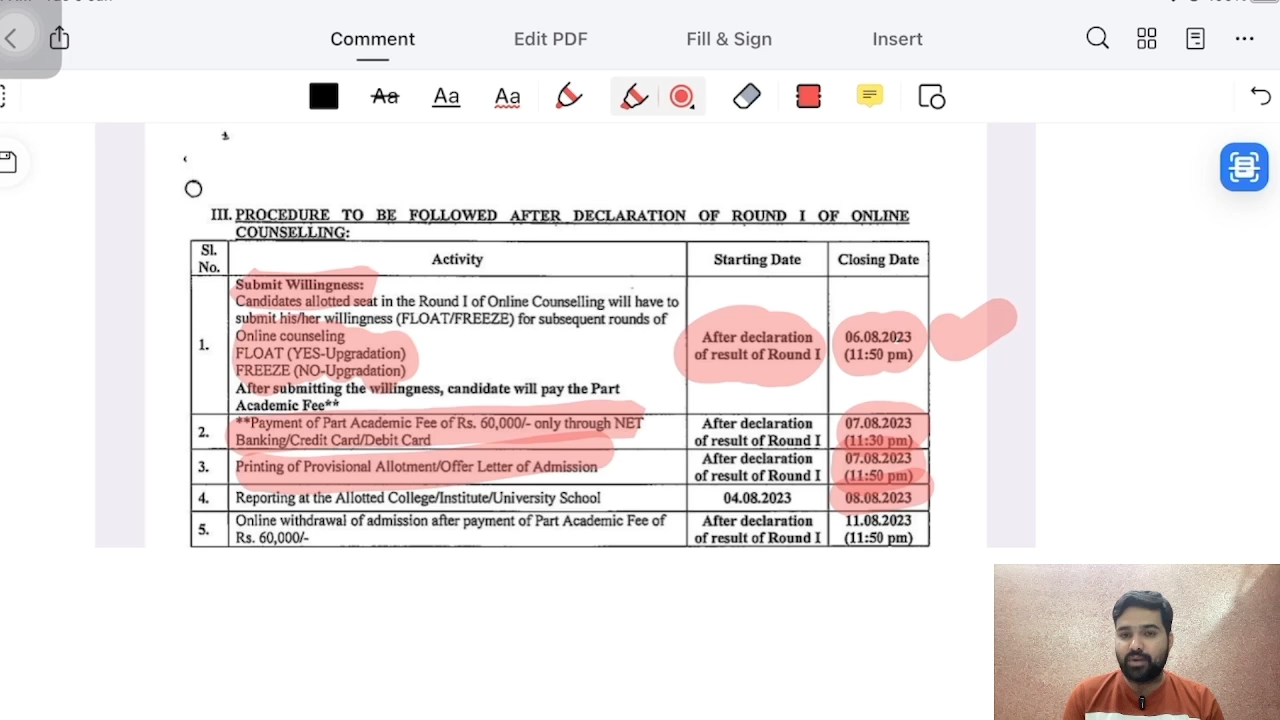 Comment Edit PDF Fill & Sign Insert
Aa Aa Aa
III. PROCEDURE TO BE FOLLOWED AFTER DECLARATION OF ROUND I OF ONLINE
COUNSELLING:
Sl.
No.
Activity
Starting Date
Closing Date
1.
Submit Willingness:
Candidates allotted seat in the Round I of Online Counselling will have to
submit his/her willingness (FLOAT/FREEZE) for subsequent rounds of
Online counseling
FLOAT (YES-Upgradation)
FREEZE (NO-Upgradation)
After submitting the willingness, candidate will pay the Part
Academic Fee**
After declaration
of result of Round I
06.08.2023
(11:50 pm)
2.
**Payment of Part Academic Fee of Rs. 60,000/- only through NET
Banking/Credit Card/Debit Card
After declaration
of result of Round I
07.08.2023
(11:30 pm)
3.
Printing of Provisional Allotment/Offer Letter of Admission
After declaration
of result of Round I
07.08.2023
(11:50 pm)
4.
Reporting at the Allotted College/Institute/University School
04.08.2023
08.08.2023
5.
Online withdrawal of admission after payment of Part Academic Fee of
Rs. 60,000/-
After declaration
of result of Round I
11.08.2023
(11:50 pm)